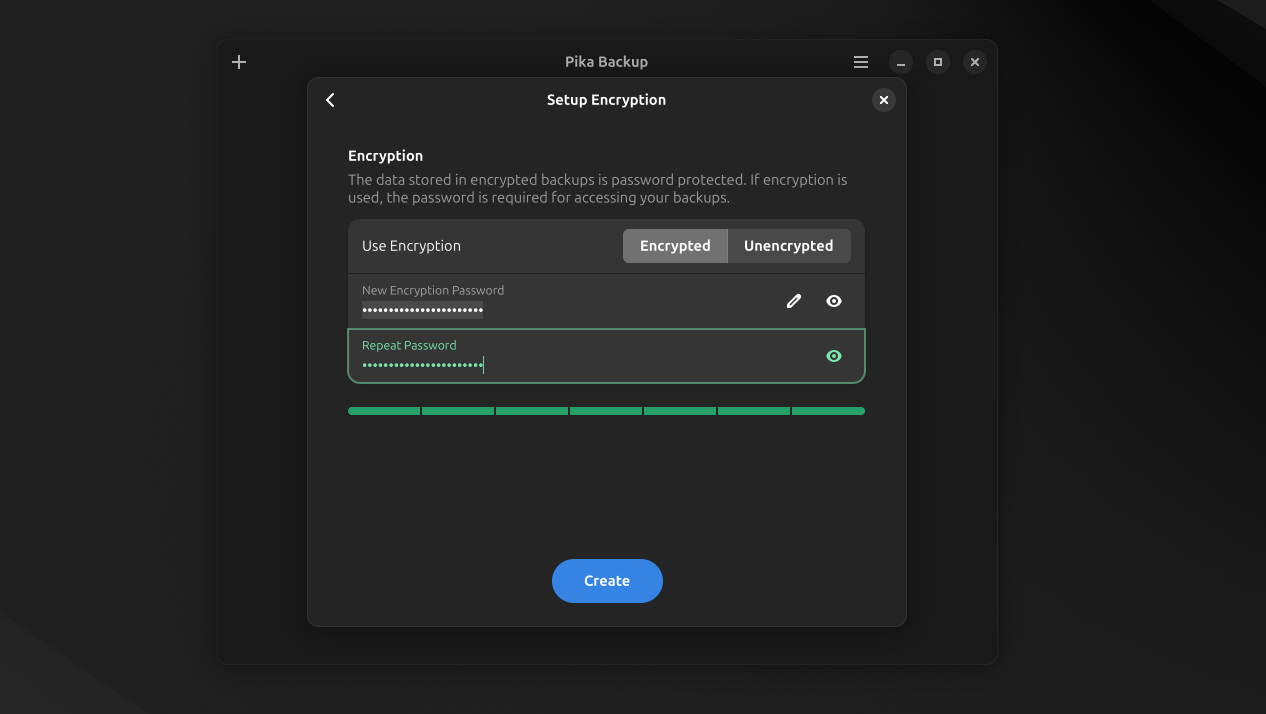 Pika Backup
Setup Encryption
Encryption
The data stored in encrypted backups is password protected. If encryption is
used, the password is required for accessing your backups.
Use Encryption
Encrypted
Unencrypted
New Encryption Password
•••••••••••••••••••••••
Repeat Password
•••••••••••••••••••••••
Create